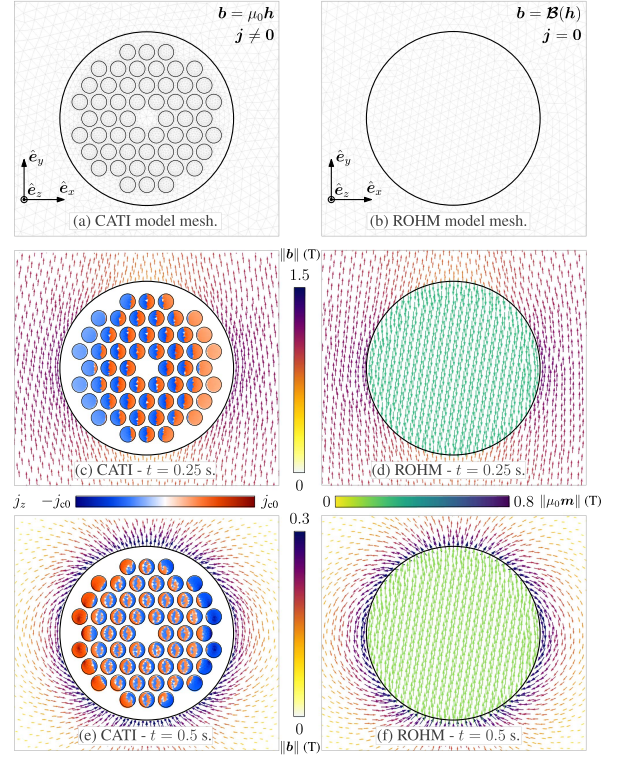 b = μ₀h
j ≠ 0
b = ℬ(h)
j = 0
ê_y
ê_z
ê_x
(a) CATI model mesh.
ê_y
ê_z
ê_x
(b) ROHM model mesh.
‖b‖ (T)
1.5
0
(c) CATI - t = 0.25 s.
(d) ROHM - t = 0.25 s.
j_z −j_c0 j_c0
0 0.8 ‖μ₀m‖ (T)
0.3
0
‖b‖ (T)
(e) CATI - t = 0.5 s.
(f) ROHM - t = 0.5 s.